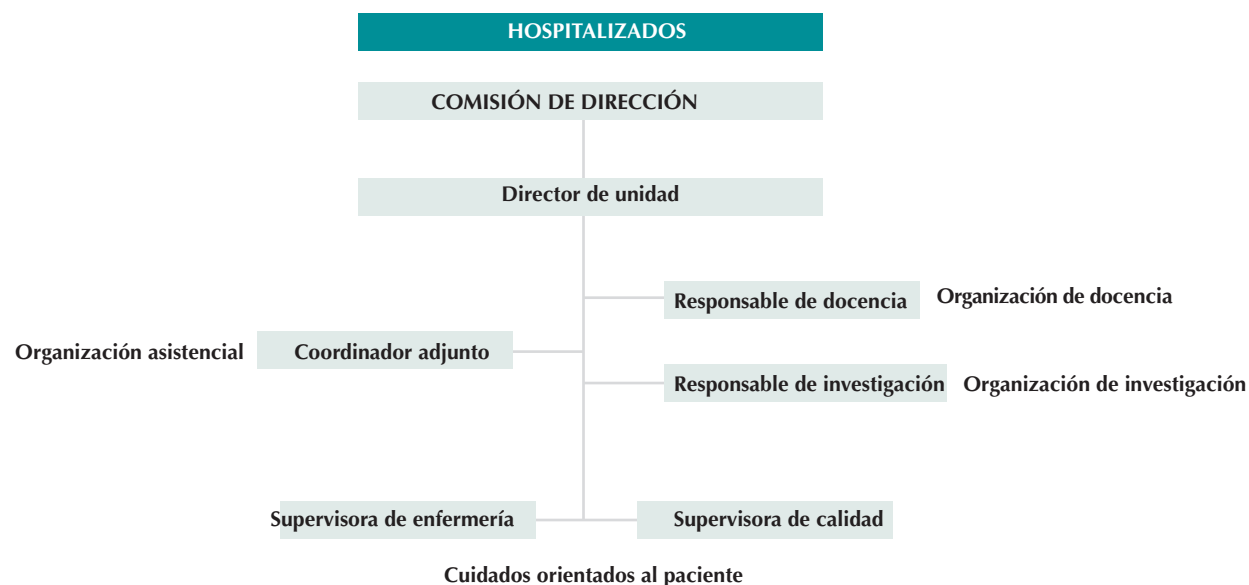 HOSPITALIZADOS
COMISIÓN DE DIRECCIÓN
Director de unidad
Responsable de docencia
Organización de docencia
Organización asistencial
Coordinador adjunto
Responsable de investigación
Organización de investigación
Supervisora de enfermería
Supervisora de calidad
Cuidados orientados al paciente